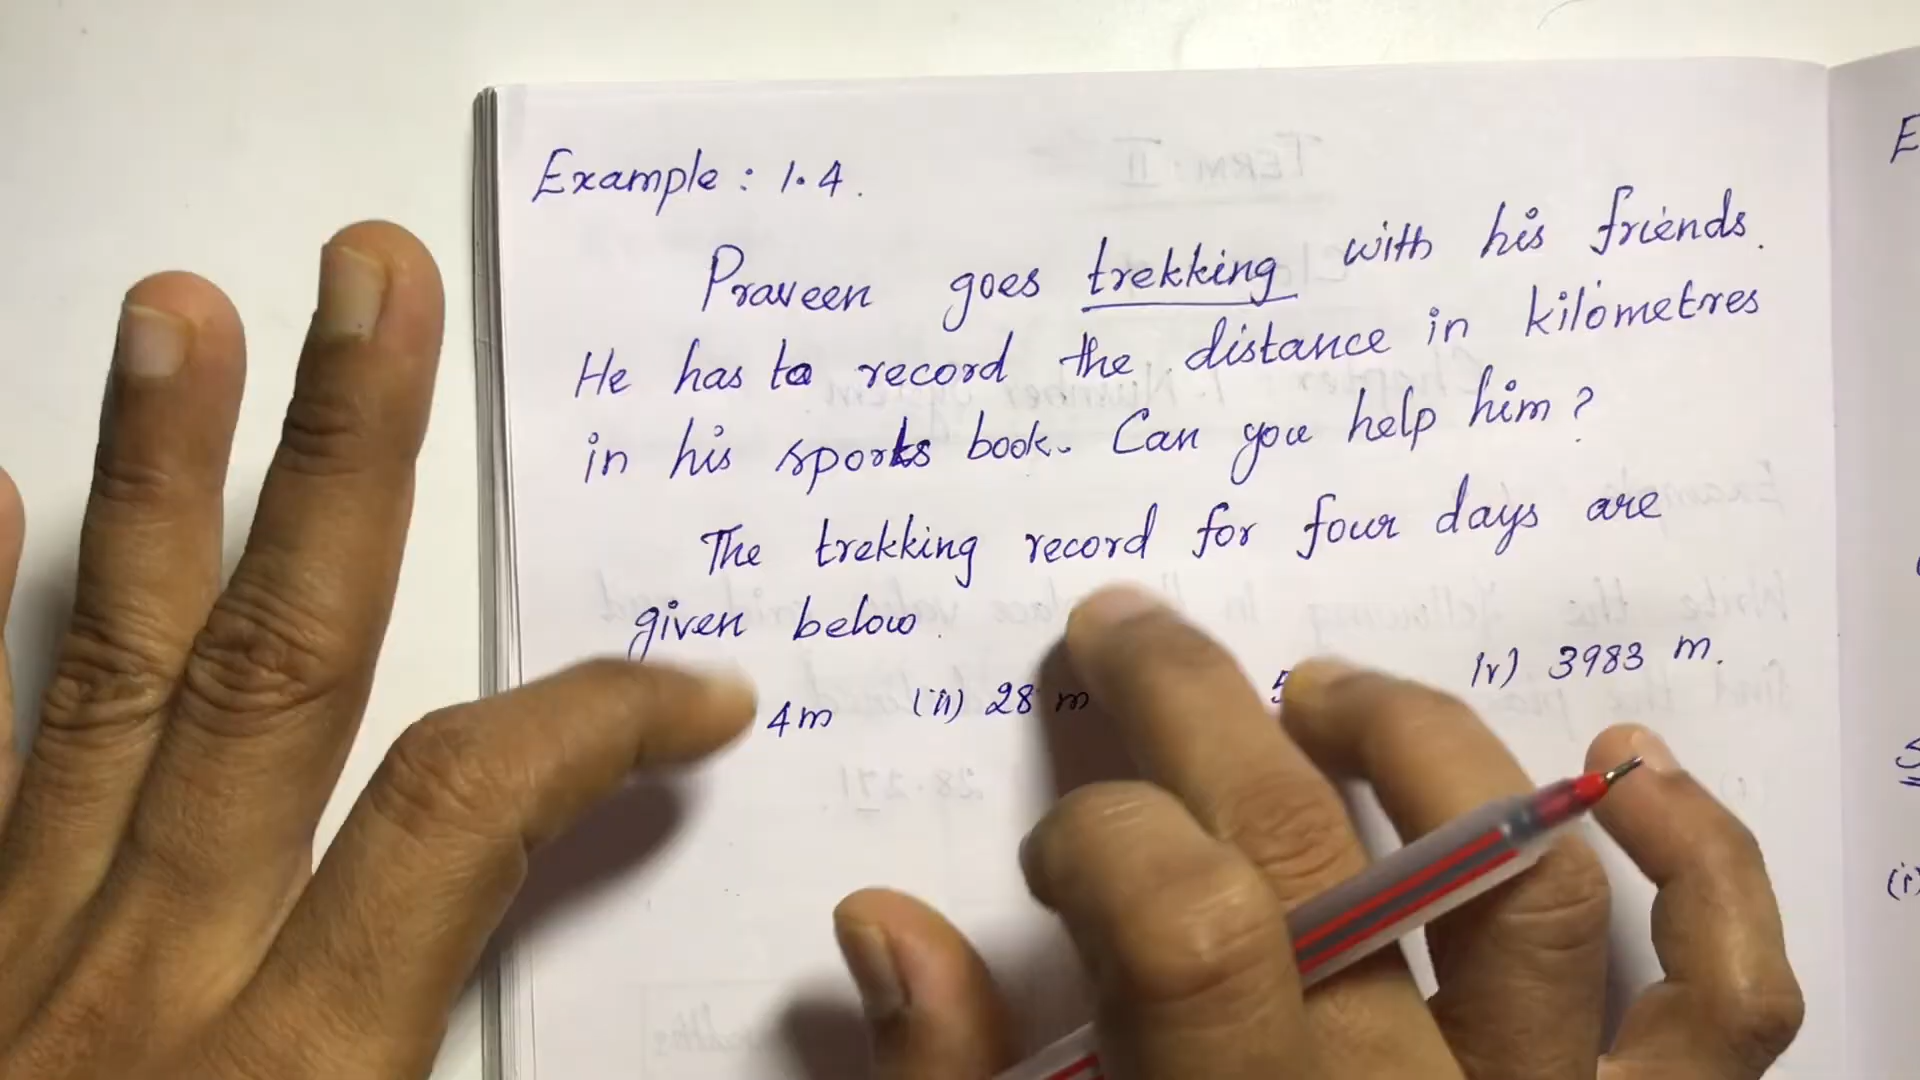 Example : 1.4.
Praveen goes trekking with his friends.
He has to record the distance in kilometres
in his sports book. Can you help him?
The trekking record for four days are
given below.
4m (ii) 28 m 5 iv) 3983 m.